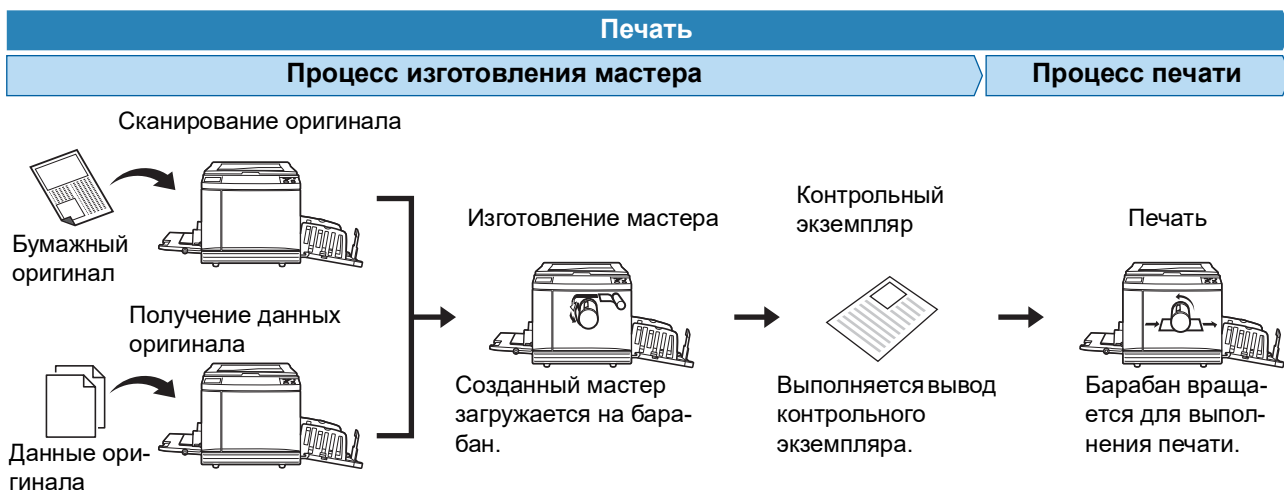 Печать
Процесс изготовления мастера
Процесс печати
Сканирование оригинала
Бумажный
оригинал
Получение данных
оригинала
Данные ори-
гинала
Изготовление мастера
Созданный мастер
загружается на бара-
бан.
Контрольный
экземпляр
Выполняется вывод
контрольного
экземпляра.
Печать
Барабан враща-
ется для выпол-
нения печати.